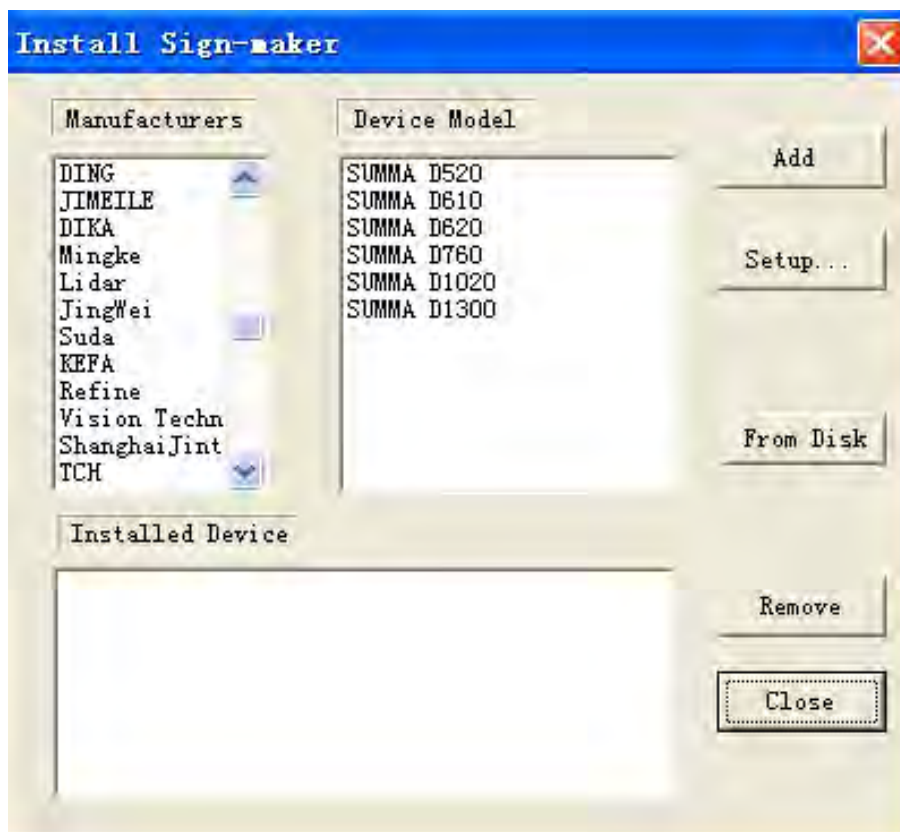 Install Sign-maker
Manufacturers
DING
JIMEILE
DIKA
Mingke
Lidar
JingWei
Suda
KEFA
Refine
Vision Techn
ShanghaiJint
TCH
Device Model
SUMMA D520
SUMMA D610
SUMMA D620
SUMMA D760
SUMMA D1020
SUMMA D1300
Add
Setup...
From Disk
Installed Device
Remove
Close